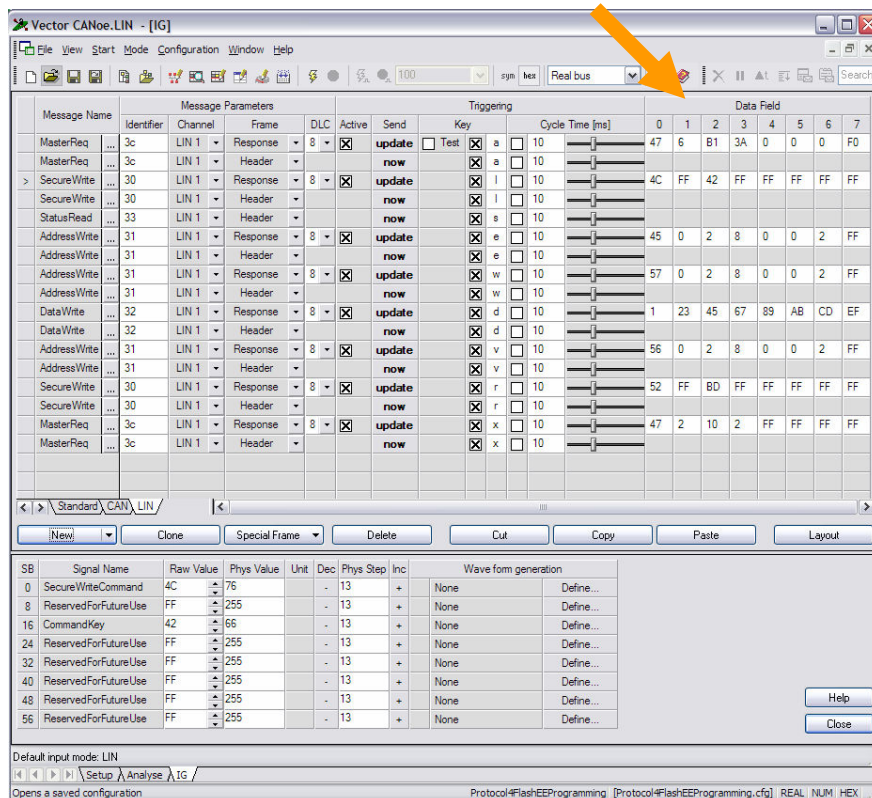 Vector CANoe.LIN - [IG]
File View Start Mode Configuration Window Help
100 sym hex Real bus Search
Message Name Message Parameters Triggering Data Field
Identifier Channel Frame DLC Active Send Key Cycle Time [ms] 0 1 2 3 4 5 6 7
MasterReq ... 3c LIN 1 Response 8 update Test a 10 47 6 B1 3A 0 0 0 F0
MasterReq ... 3c LIN 1 Header now a 10
> SecureWrite ... 30 LIN 1 Response 8 update l 10 4C FF 42 FF FF FF FF FF
SecureWrite ... 30 LIN 1 Header now l 10
StatusRead ... 33 LIN 1 Header now s 10
AddressWrite ... 31 LIN 1 Response 8 update e 10 45 0 2 8 0 0 2 FF
AddressWrite ... 31 LIN 1 Header now e 10
AddressWrite ... 31 LIN 1 Response 8 update w 10 57 0 2 8 0 0 2 FF
AddressWrite ... 31 LIN 1 Header now w 10
DataWrite ... 32 LIN 1 Response 8 update d 10 1 23 45 67 89 AB CD EF
DataWrite ... 32 LIN 1 Header now d 10
AddressWrite ... 31 LIN 1 Response 8 update v 10 56 0 2 8 0 0 2 FF
AddressWrite ... 31 LIN 1 Header now v 10
SecureWrite ... 30 LIN 1 Response 8 update r 10 52 FF BD FF FF FF FF FF
SecureWrite ... 30 LIN 1 Header now r 10
MasterReq ... 3c LIN 1 Response 8 update x 10 47 2 10 2 FF FF FF FF
MasterReq ... 3c LIN 1 Header now x 10
Standard CAN LIN
New Clone Special Frame Delete Cut Copy Paste Layout
SB Signal Name Raw Value Phys Value Unit Dec Phys Step Inc Wave form generation
0 SecureWriteCommand 4C 76 - 13 + None Define...
8 ReservedForFutureUse FF 255 - 13 + None Define...
16 CommandKey 42 66 - 13 + None Define...
24 ReservedForFutureUse FF 255 - 13 + None Define...
32 ReservedForFutureUse FF 255 - 13 + None Define...
40 ReservedForFutureUse FF 255 - 13 + None Define...
48 ReservedForFutureUse FF 255 - 13 + None Define...
56 ReservedForFutureUse FF 255 - 13 + None Define...
Help
Close
Default input mode: LIN
Setup Analyse IG
Opens a saved configuration Protocol4FlashEEProgramming [Protocol4FlashEEProgramming.cfg] REAL NUM HEX